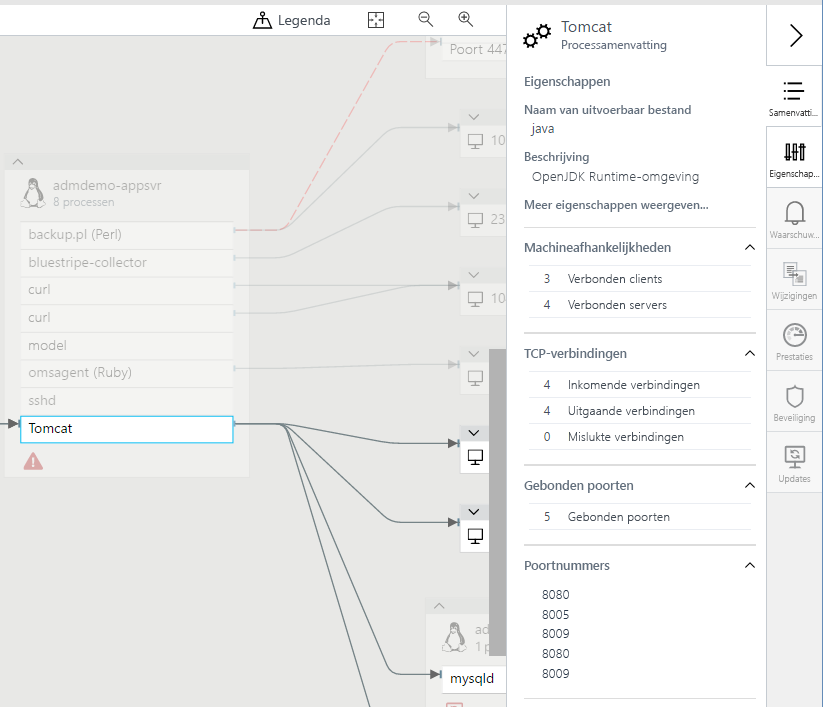 Legenda
Poort 447
10
23
10
admdemo-appsvr
8 processen
backup.pl (Perl)
bluestripe-collector
curl
curl
model
omsagent (Ruby)
sshd
Tomcat
ad
1 p
mysqld
Tomcat
Processamenvatting
Eigenschappen
Naam van uitvoerbaar bestand
java
Beschrijving
OpenJDK Runtime-omgeving
Meer eigenschappen weergeven...
Machineafhankelijkheden
3 Verbonden clients
4 Verbonden servers
TCP-verbindingen
4 Inkomende verbindingen
4 Uitgaande verbindingen
0 Mislukte verbindingen
Gebonden poorten
5 Gebonden poorten
Poortnummers
8080
8005
8009
8080
8009
Samenvatti...
Eigenschap...
Waarschuw...
Wijzigingen
Prestaties
Beveiliging
Updates